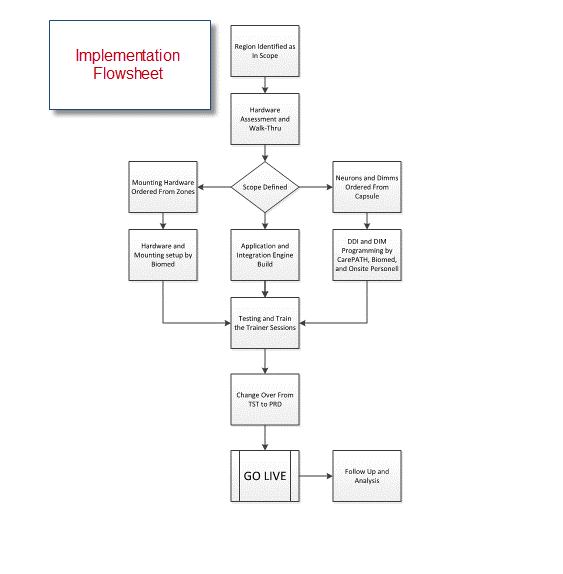 Implementation
Flowsheet
Region Identified as
In Scope
Hardware
Assessment and
Walk-Thru
Mounting Hardware
Ordered From Zones
Scope Defined
Neurons and Dimms
Ordered From
Capsule
Hardware and
Mounting setup by
Biomed
Application and
Integration Engine
Build
DDI and DIM
Programming by
CarePATH, Biomed,
and Onsite Personell
Testing and Train
the Trainer Sessions
Change Over From
TST to PRD
GO LIVE
Follow Up and
Analysis